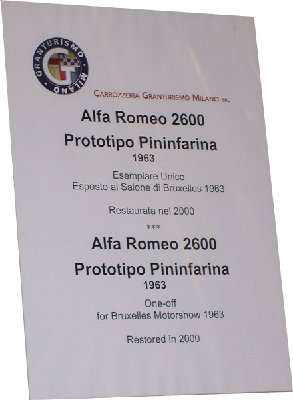 GRANTURISMO
MILANO
CARROZZERIA GRANTURISMO MILANO SRL
Alfa Romeo 2600
Prototipo Pininfarina
1963
Esemplare Unico
Esposto al Salone di Bruxelles 1963
Restaurata nel 2000
***
Alfa Romeo 2600
Prototipo Pininfarina
1963
One-off
for Bruxelles Motorshow 1963
Restored in 2000